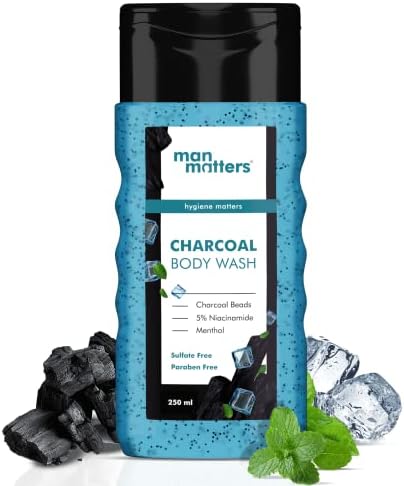 man
matters®
hygiene matters
CHARCOAL
BODY WASH
Charcoal Beads
5% Niacinamide
Menthol
Sulfate Free
Paraben Free
250 ml